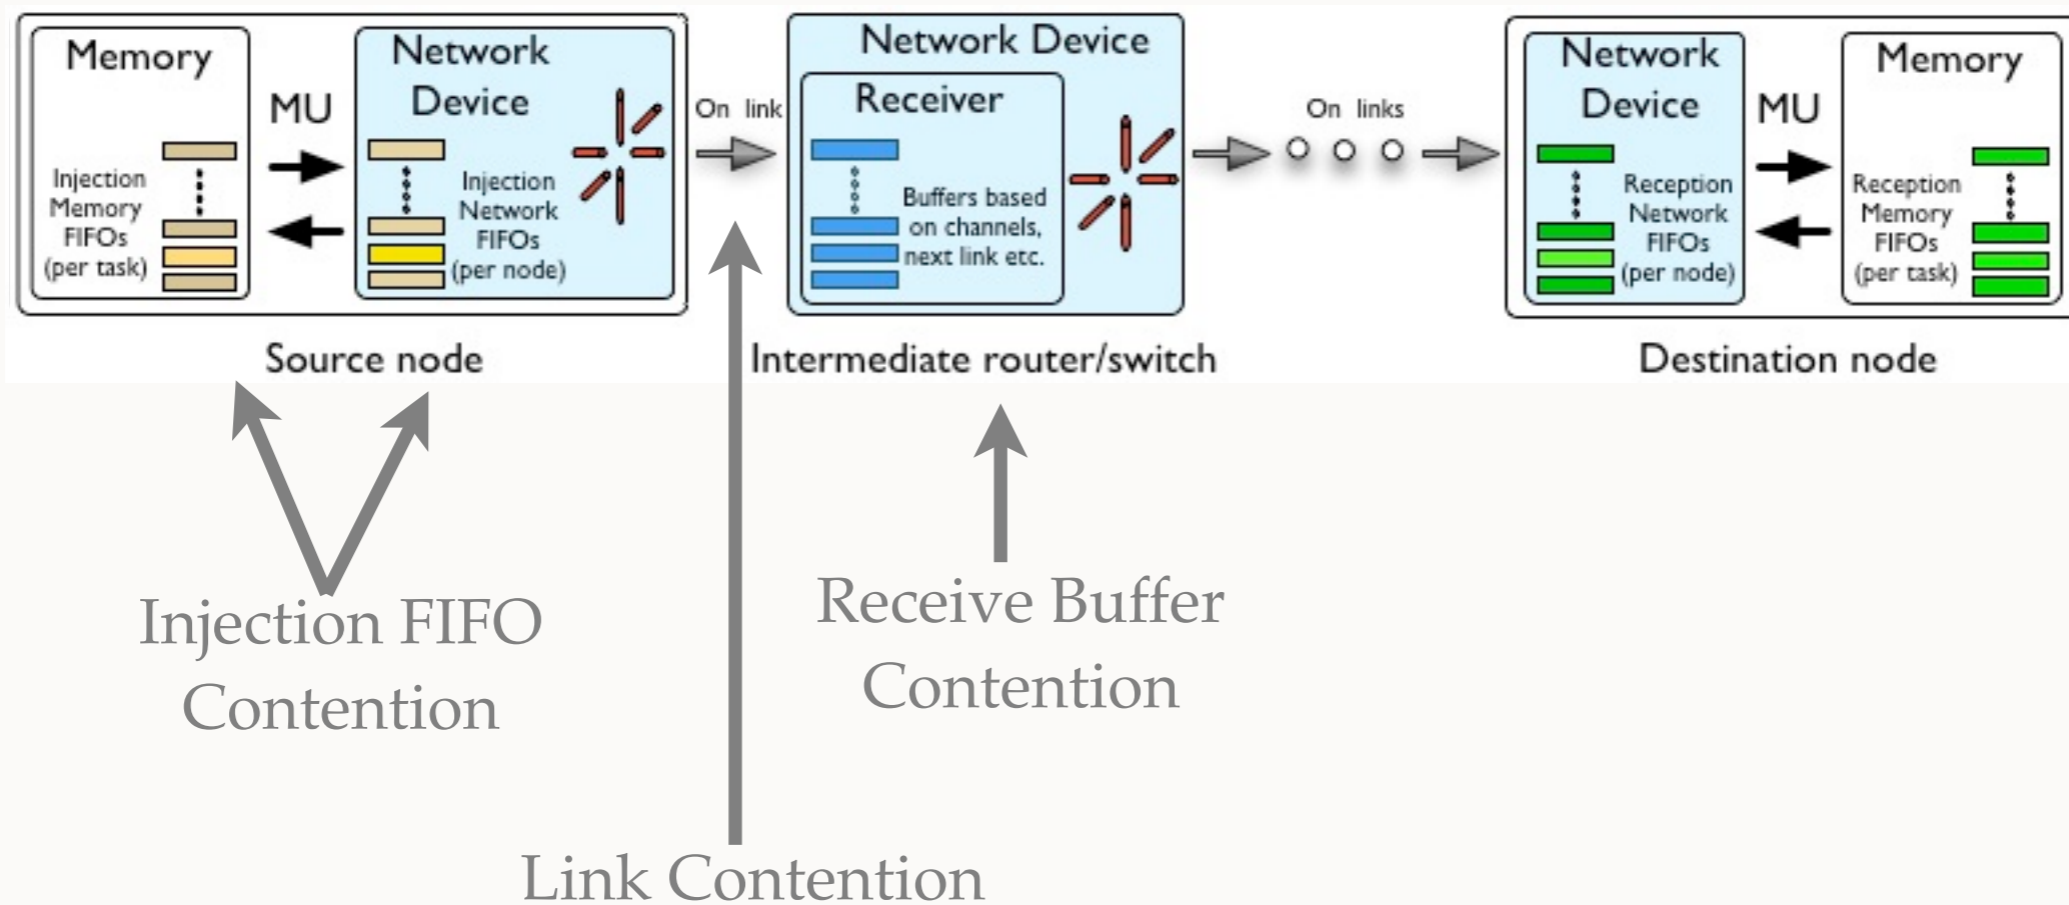 Memory
MU
Injection
Memory
FIFOs
(per task)
Network
Device
Injection
Network
FIFOs
(per node)
On link
Network Device
Receiver
Buffers based
on channels,
next link etc.
On links
Network
Device
Reception
Network
FIFOs
(per node)
MU
Memory
Reception
Memory
FIFOs
(per task)
Source node
Intermediate router/switch
Destination node
Injection FIFO
Contention
Receive Buffer
Contention
Link Contention